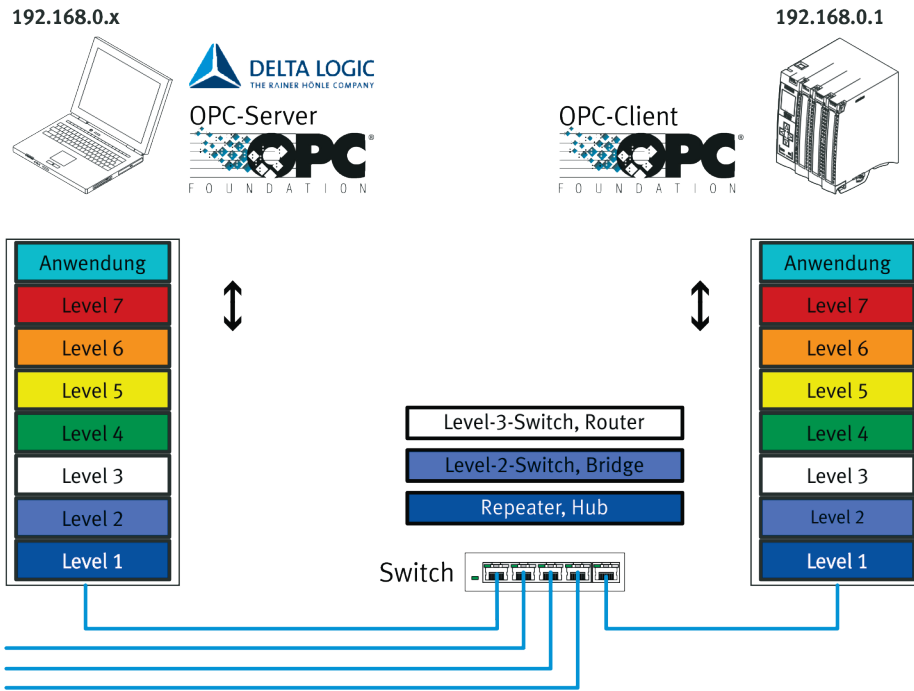 192.168.0.x
192.168.0.1
DELTA LOGIC
THE RAINER HÖNLE COMPANY
OPC-Server
OPC-Client
OPC®
FOUNDATION
OPC®
FOUNDATION
Anwendung
Level 7
Level 6
Level 5
Level 4
Level 3
Level 2
Level 1
Level-3-Switch, Router
Level-2-Switch, Bridge
Repeater, Hub
Switch
Anwendung
Level 7
Level 6
Level 5
Level 4
Level 3
Level 2
Level 1